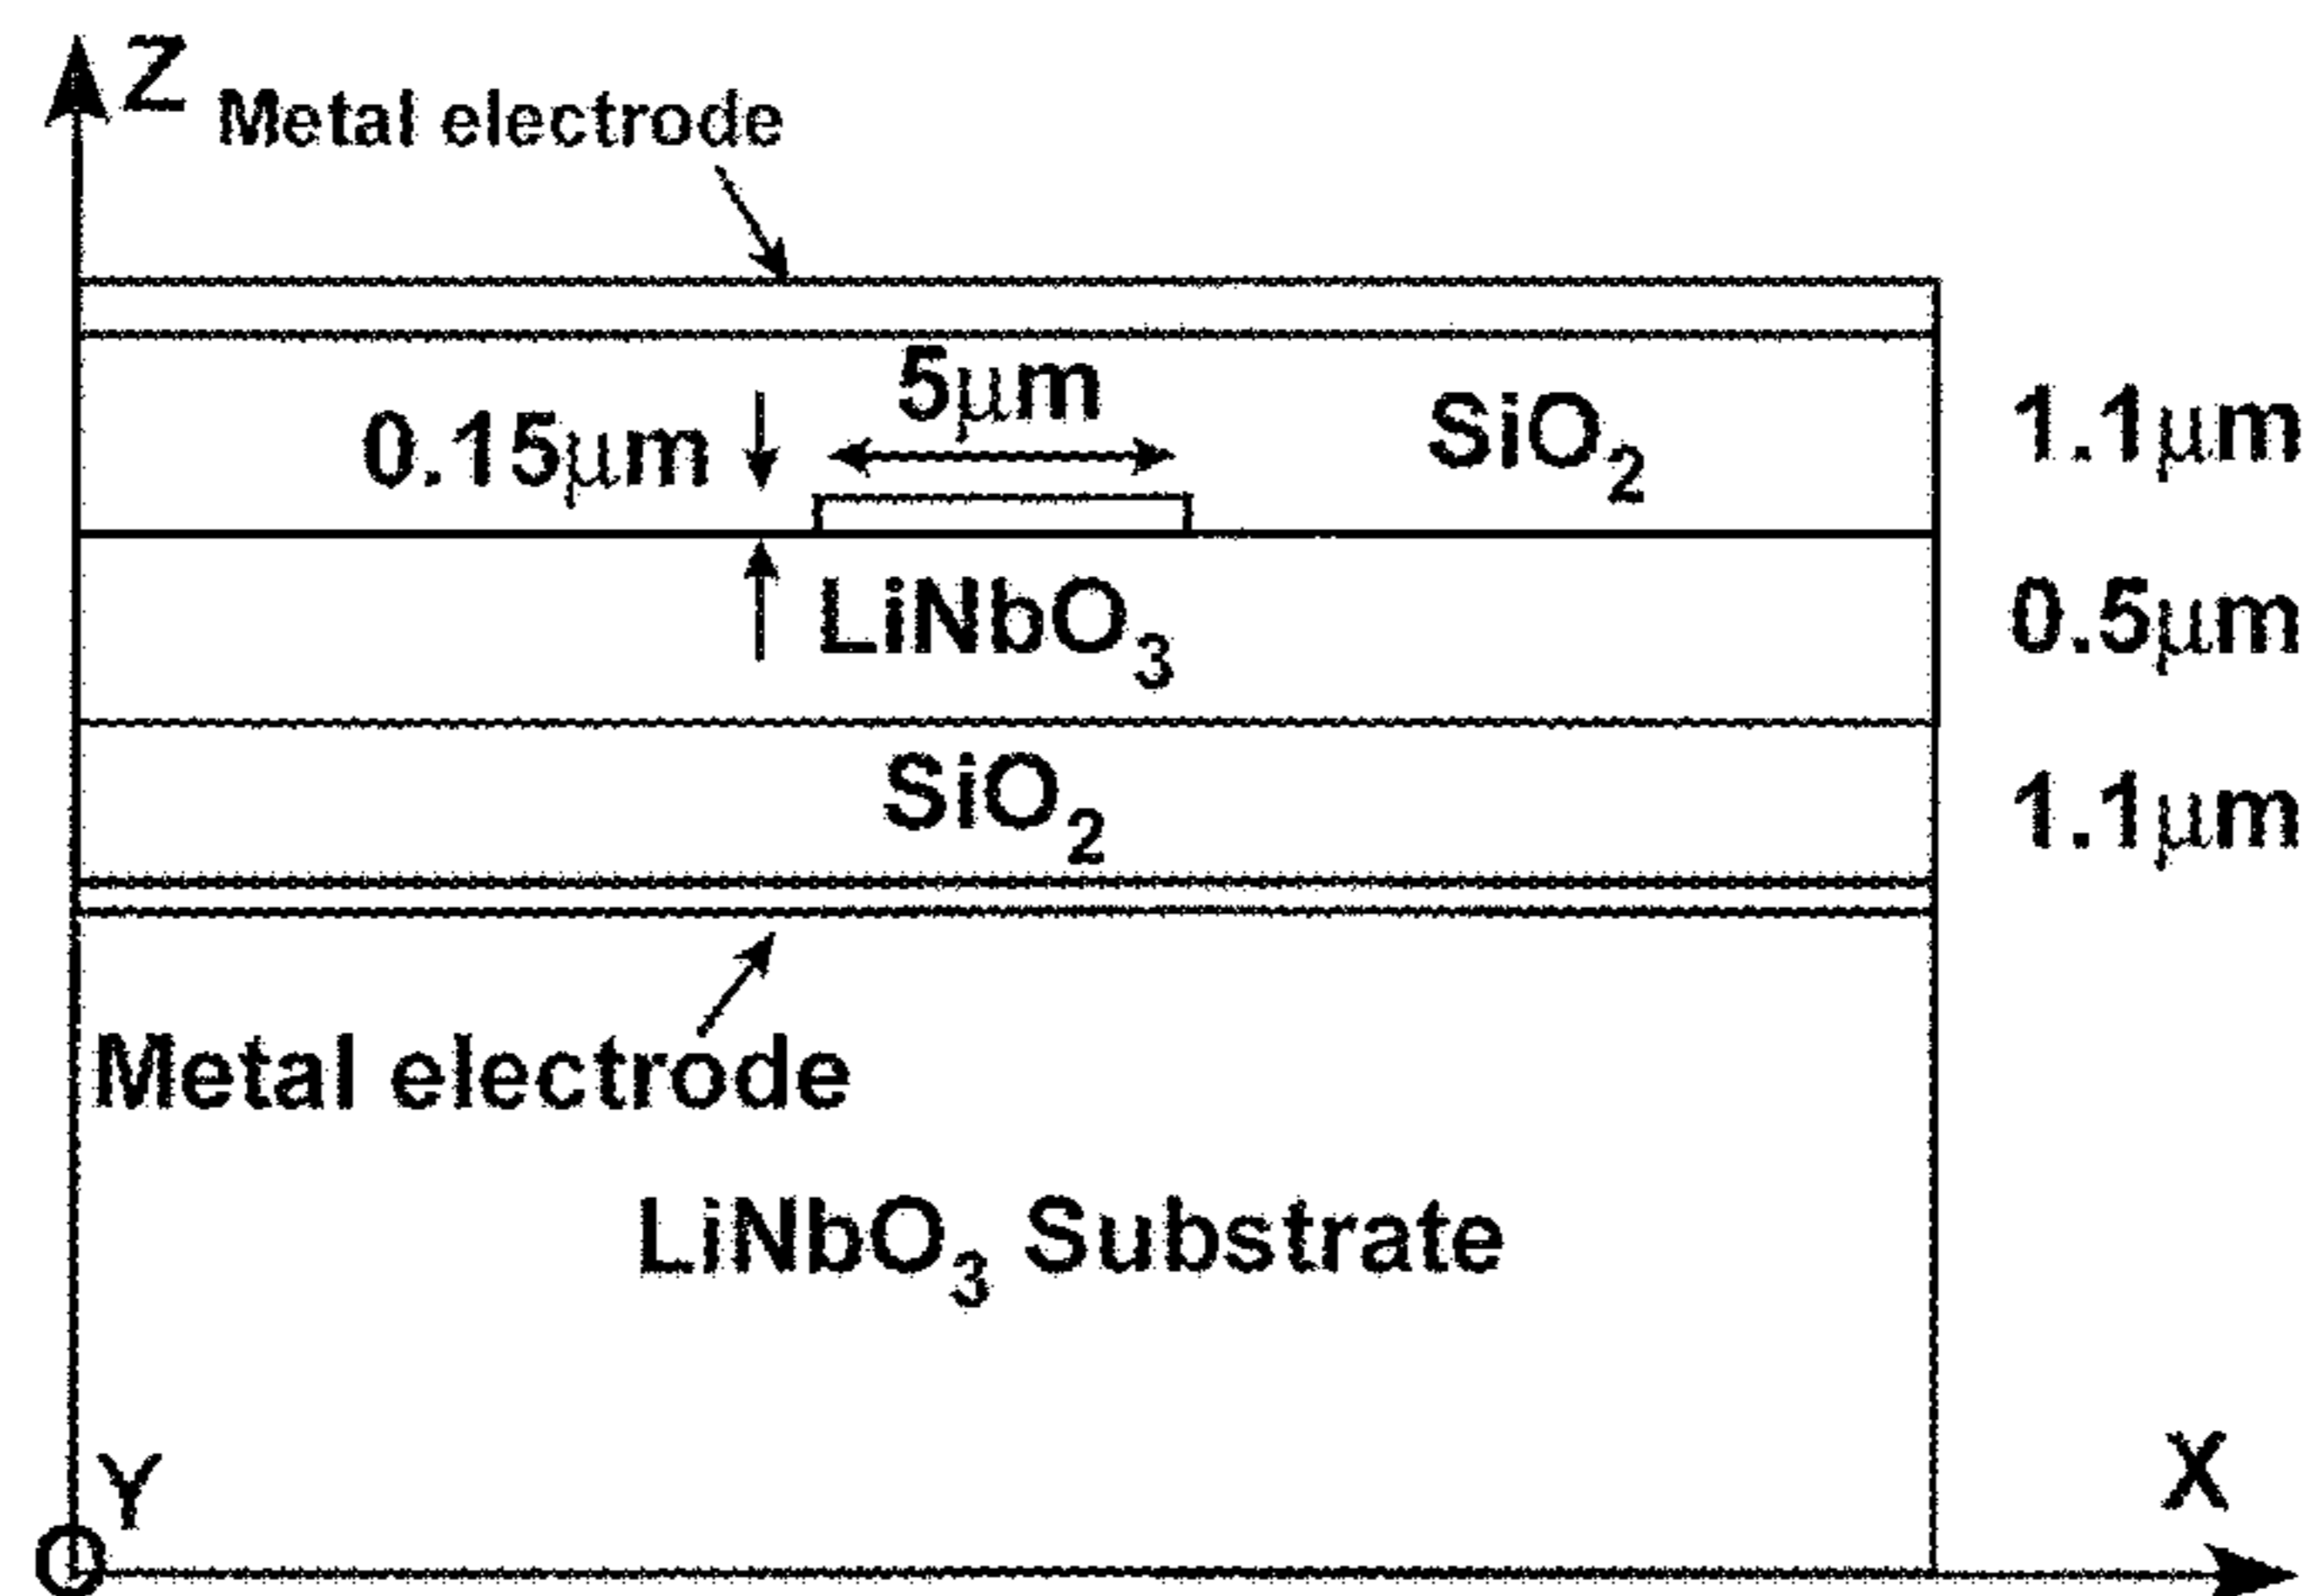 Z
Metal electrode
5μm
0.15μm
SiO₂
1.1μm
LiNbO₃
0.5μm
SiO₂
1.1μm
Metal electrode
LiNbO₃ Substrate
Y
X